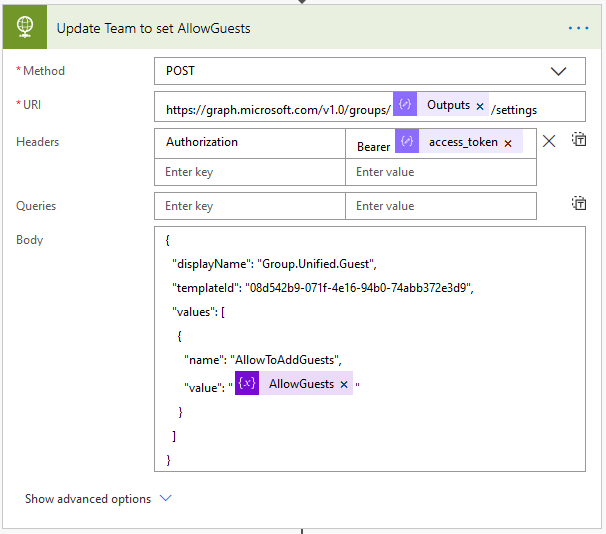 Update Team to set AllowGuests
* Method POST
* URI https://graph.microsoft.com/v1.0/groups/ Outputs × /settings
Headers Authorization Bearer access_token ×
Enter key Enter value
Queries Enter key Enter value
Body {
"displayName": "Group.Unified.Guest",
"templateId": "08d542b9-071f-4e16-94b0-74abb372e3d9",
"values": [
{
"name": "AllowToAddGuests",
"value": " {x} AllowGuests × "
}
]
}
Show advanced options